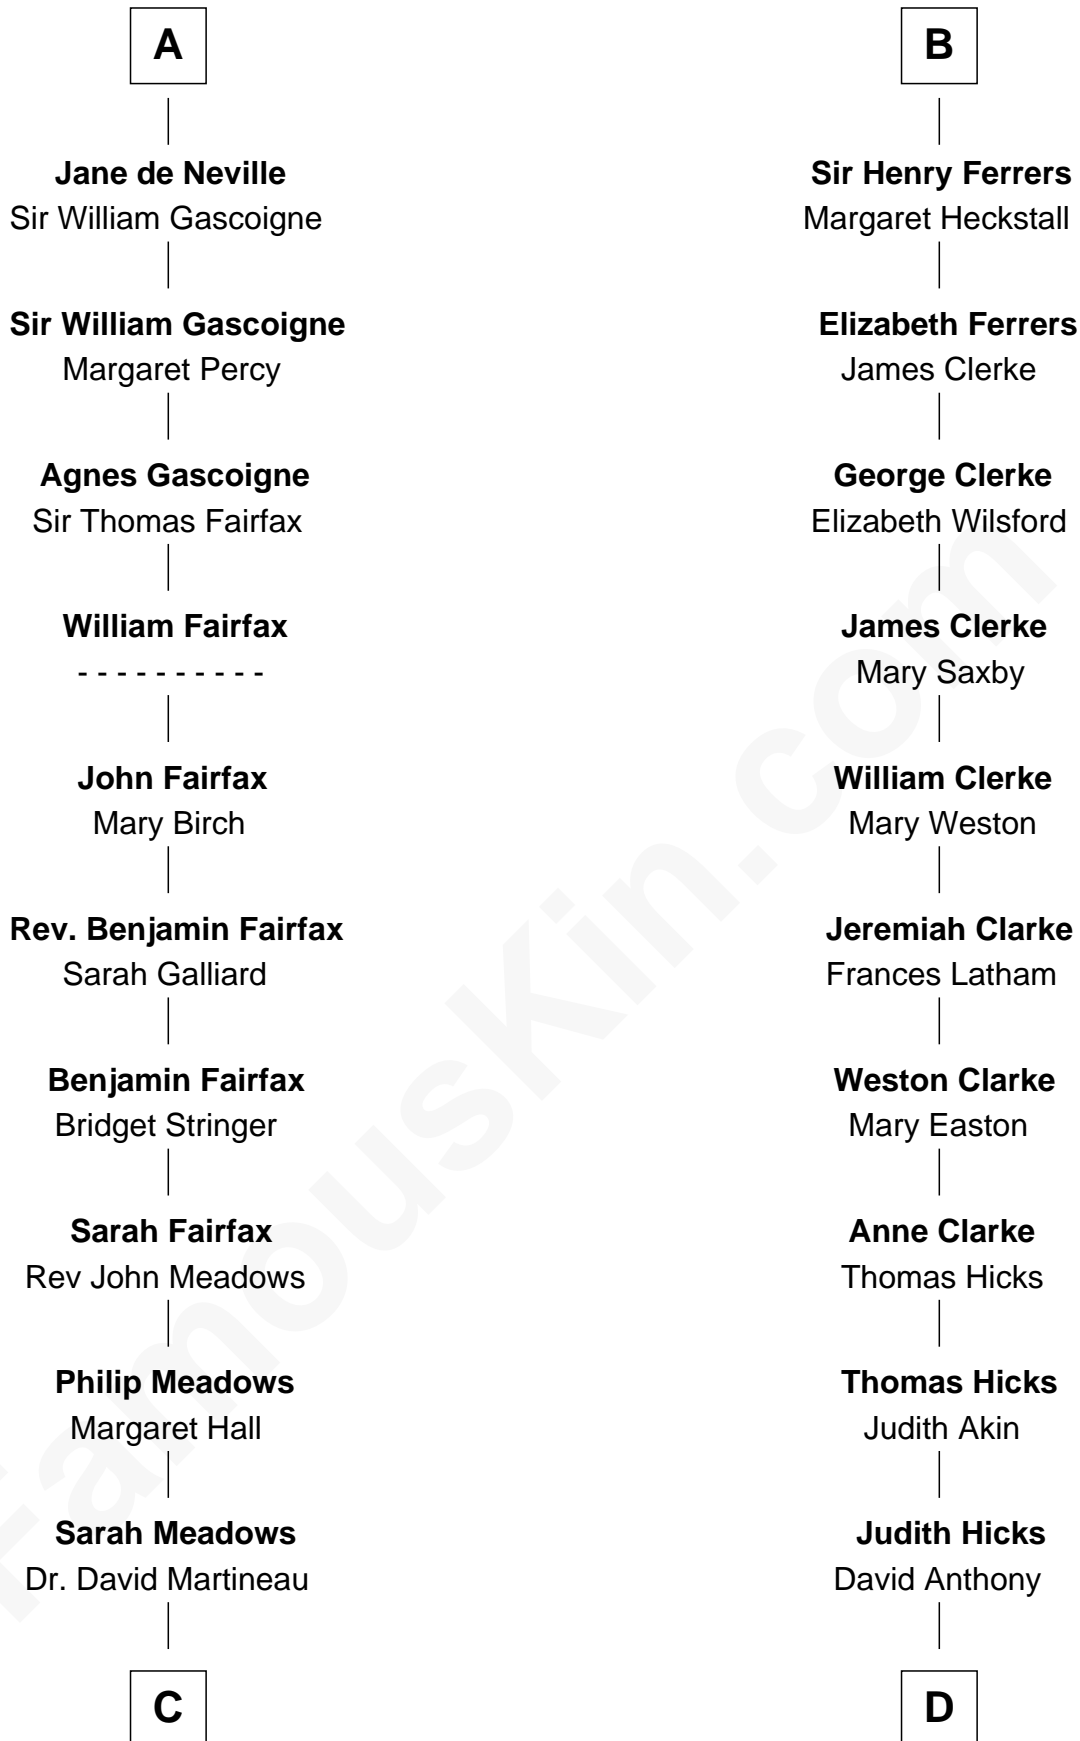 A
Jane de Neville
Sir William Gascoigne
Sir William Gascoigne
Margaret Percy
Agnes Gascoigne
Sir Thomas Fairfax
William Fairfax
- - - - - - - - - -
John Fairfax
Mary Birch
Rev. Benjamin Fairfax
Sarah Galliard
Benjamin Fairfax
Bridget Stringer
Sarah Fairfax
Rev John Meadows
Philip Meadows
Margaret Hall
Sarah Meadows
Dr. David Martineau
C
B
Sir Henry Ferrers
Margaret Heckstall
Elizabeth Ferrers
James Clerke
George Clerke
Elizabeth Wilsford
James Clerke
Mary Saxby
William Clerke
Mary Weston
Jeremiah Clarke
Frances Latham
Weston Clarke
Mary Easton
Anne Clarke
Thomas Hicks
Thomas Hicks
Judith Akin
Judith Hicks
David Anthony
D
FamousKin.com